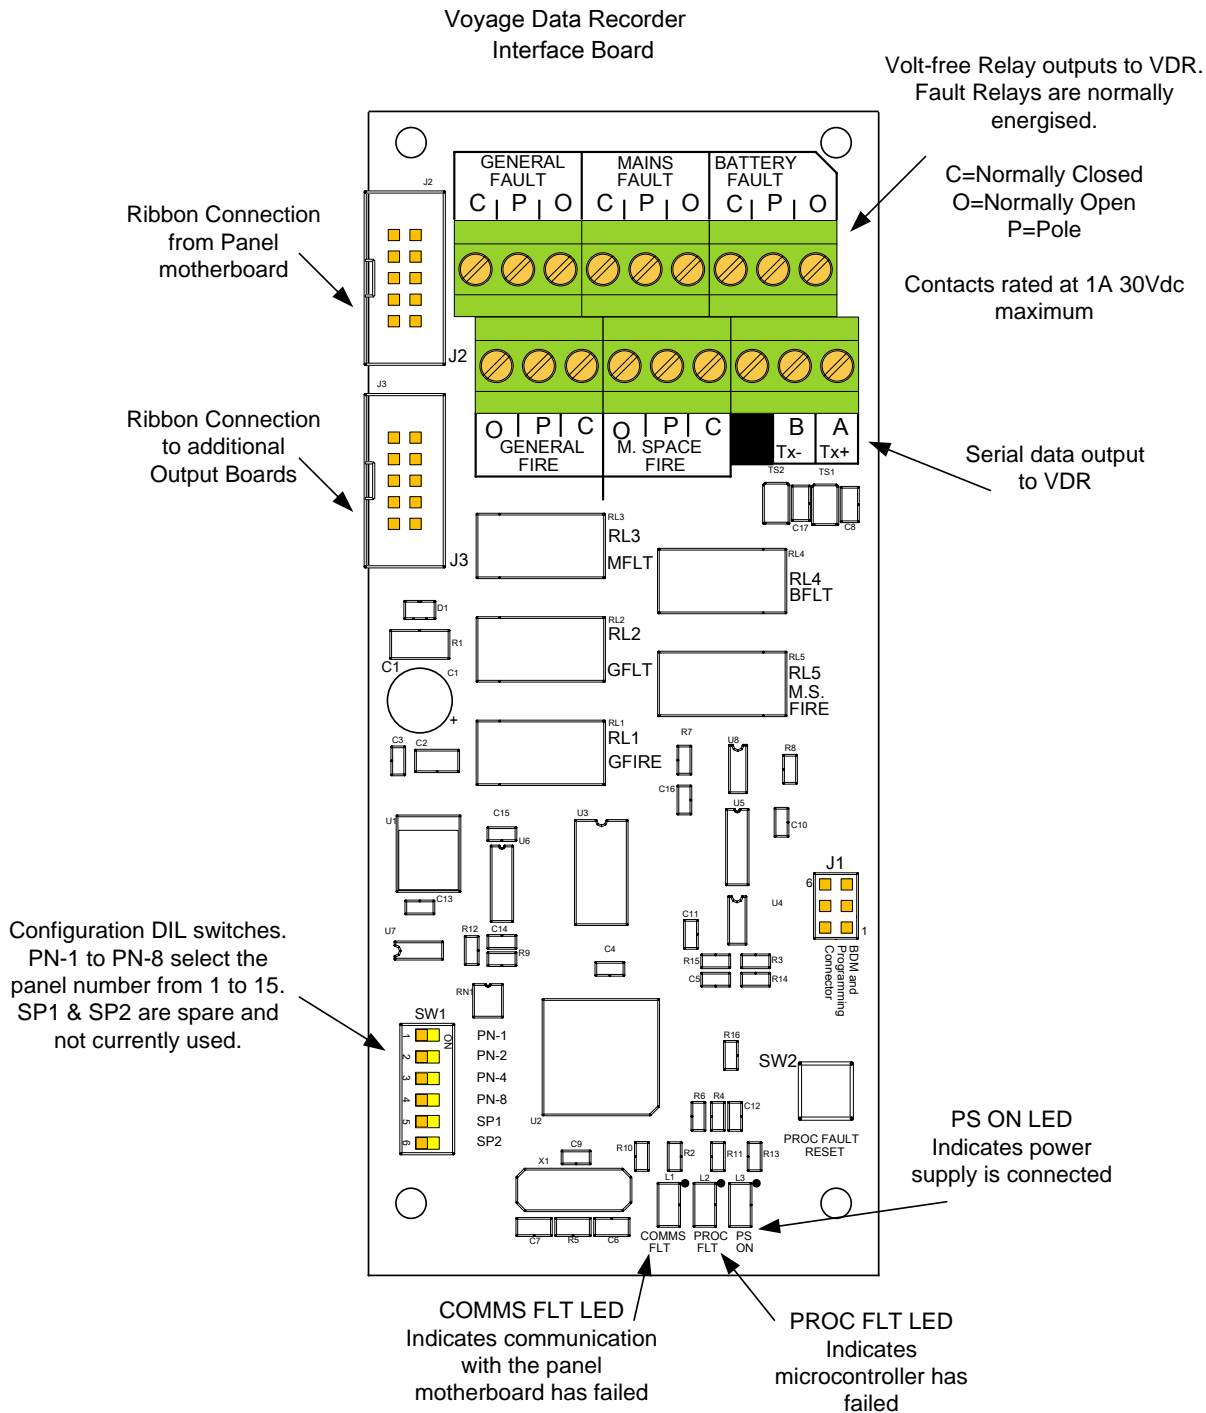 Voyage Data Recorder
Interface Board
Volt-free Relay outputs to VDR.
Fault Relays are normally
energised.
C=Normally Closed
O=Normally Open
P=Pole
Contacts rated at 1A 30Vdc
maximum
GENERAL
FAULT
MAINS
FAULT
BATTERY
FAULT
C P O C P O C P O
Ribbon Connection
from Panel
motherboard
J2
J2
J3
Ribbon Connection
to additional
Output Boards
J3
O P C O P C B A
GENERAL
FIRE
M. SPACE
FIRE
Tx- Tx+
TS2 TS1
Serial data output
to VDR
C17 C8
RL3
RL3
MFLT
RL4
RL4
BFLT
D1
R1
RL2
RL2
GFLT
C1
C1
+
RL5
RL5
M.S.
FIRE
RL1
RL1
GFIRE
C3 C2
R7 U8 R8
C16
U1 C15 U6 U3 U5 C10
J1
6
1
BDM and
Programming
Connector
C13
U4
C11
U7 R12 C14
R9
C4
R15 R3
C5 R14
RN1
Configuration DIL switches.
PN-1 to PN-8 select the
panel number from 1 to 15.
SP1 & SP2 are spare and
not currently used.
SW1
ON
1 PN-1
2 PN-2
3 PN-4
4 PN-8
5 SP1
6 SP2
U2
R16
SW2
PROC FAULT
RESET
R6 R4 C12
R10 R2 R11 R13
C9
X1
L1 L2 L3
C7 R5 C6
COMMS
FLT
PROC
FLT
PS
ON
PS ON LED
Indicates power
supply is connected
COMMS FLT LED
Indicates communication
with the panel
motherboard has failed
PROC FLT LED
Indicates
microcontroller has
failed